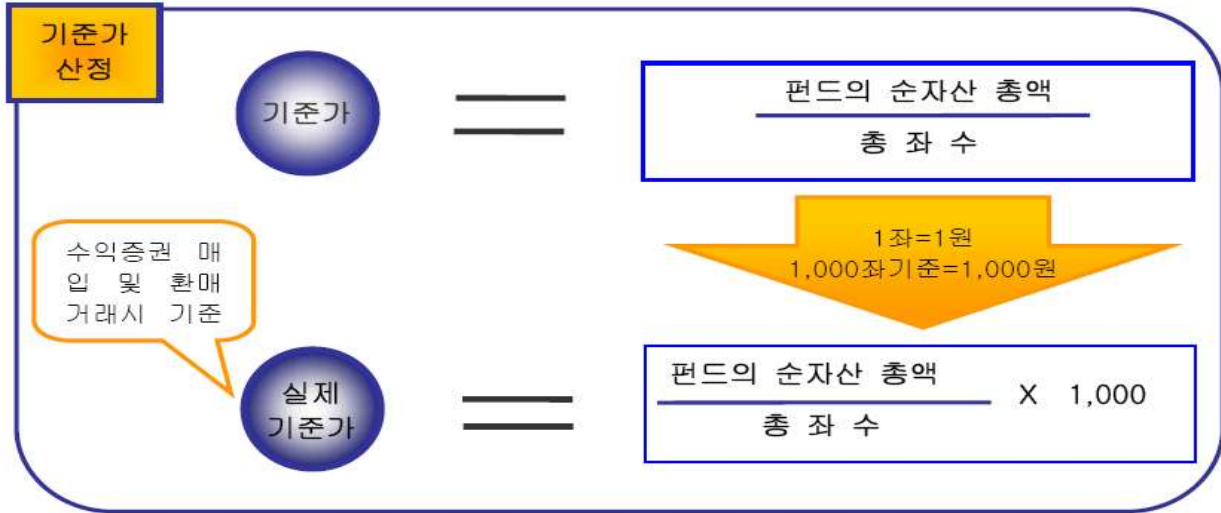 기준가
산정
기준가
펀드의 순자산 총액
총 좌 수
1좌=1원
1,000좌기준=1,000원
수익증권 매
입 및 환매
거래시 기준
실제
기준가
펀드의 순자산 총액
총 좌 수
X 1,000